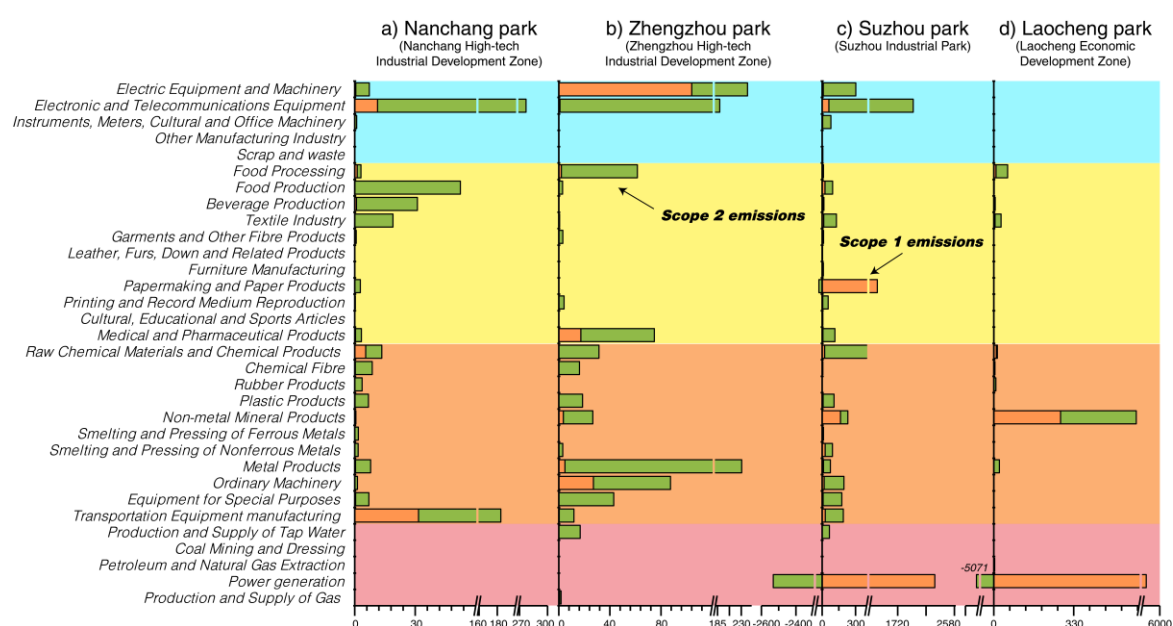 a) Nanchang park
(Nanchang High-tech
Industrial Development Zone)
b) Zhengzhou park
(Zhengzhou High-tech
Industrial Development Zone)
c) Suzhou park
(Suzhou Industrial Park)
d) Laocheng park
(Laocheng Economic
Development Zone)
Electric Equipment and Machinery
Electronic and Telecommunications Equipment
Instruments, Meters, Cultural and Office Machinery
Other Manufacturing Industry
Scrap and waste
Food Processing
Food Production
Beverage Production
Textile Industry
Garments and Other Fibre Products
Leather, Furs, Down and Related Products
Furniture Manufacturing
Papermaking and Paper Products
Printing and Record Medium Reproduction
Cultural, Educational and Sports Articles
Medical and Pharmaceutical Products
Raw Chemical Materials and Chemical Products
Chemical Fibre
Rubber Products
Plastic Products
Non-metal Mineral Products
Smelting and Pressing of Ferrous Metals
Smelting and Pressing of Nonferrous Metals
Metal Products
Ordinary Machinery
Equipment for Special Purposes
Transportation Equipment manufacturing
Production and Supply of Tap Water
Coal Mining and Dressing
Petroleum and Natural Gas Extraction
Power generation
Production and Supply of Gas
Scope 2 emissions
Scope 1 emissions
-5071
0 30 160 180 270 300
0 40 80 185 230
-2600 -2400 0 300 1720 2580
0 330 6000